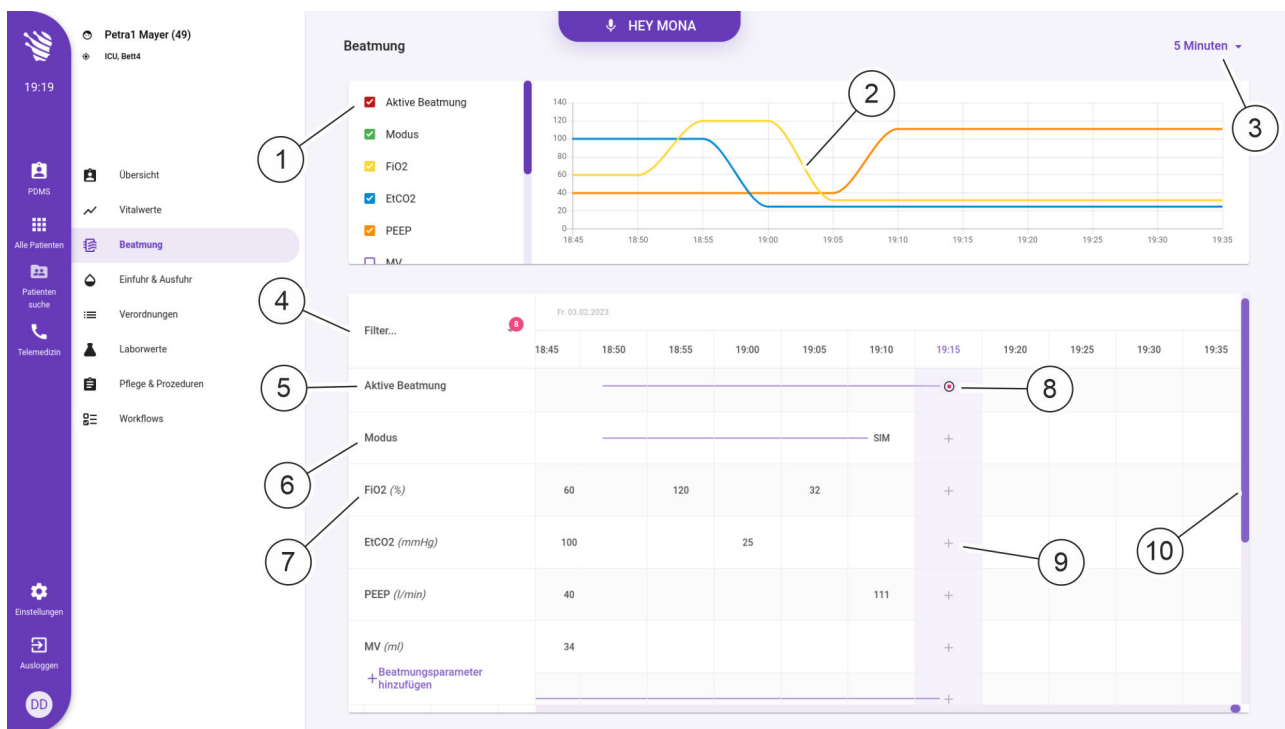 HEY MONA
Petra1 Mayer (49)
ICU, Bett4
19:19
PDMS
Alle Patienten
Patienten
suche
Telemedizin
Einstellungen
Ausloggen
DD
Übersicht
Vitalwerte
Beatmung
Einfuhr & Ausfuhr
Verordnungen
Laborwerte
Pflege & Prozeduren
Workflows
Beatmung
5 Minuten
Aktive Beatmung
Modus
FiO2
EtCO2
PEEP
MV
140
120
100
80
60
40
20
0
18:45 18:50 18:55 19:00 19:05 19:10 19:15 19:20 19:25 19:30 19:35
1
2
3
4
5
6
7
8
9
10
Filter...
8
Fr. 03.02.2023
18:45 18:50 18:55 19:00 19:05 19:10 19:15 19:20 19:25 19:30 19:35
Aktive Beatmung
Modus SIM +
FiO2 (%) 60 120 32 +
EtCO2 (mmHg) 100 25 +
PEEP (l/min) 40 111 +
MV (ml) 34 +
+ Beatmungsparameter
hinzufügen
+